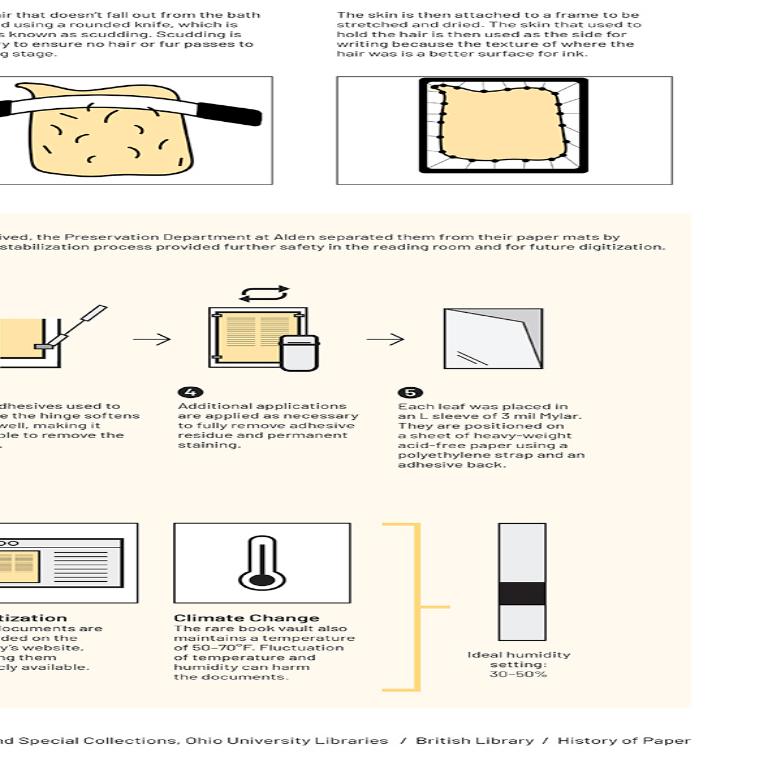 ir that doesn't fall out from the bath
d using a rounded knife, which is
s known as scudding. Scudding is
y to ensure no hair or fur passes to
g stage.
The skin is then attached to a frame to be
stretched and dried. The skin that used to
hold the hair is then used as the side for
writing because the texture of where the
hair was is a better surface for ink.
ived, the Preservation Department at Alden separated them from their paper mats by
stabilization process provided further safety in the reading room and for future digitization.
dhesives used to
e the hinge softens
well, making it
ble to remove the
.
4
Additional applications
are applied as necessary
to fully remove adhesive
residue and permanent
staining.
5
Each leaf was placed in
an L sleeve of 3 mil Mylar.
They are positioned on
a sheet of heavy-weight
acid-free paper using a
polyethylene strap and an
adhesive back.
tization
ocuments are
ded on the
y's website,
ng them
cly available.
Climate Change
The rare book vault also
maintains a temperature
of 50-70°F. Fluctuation
of temperature and
humidity can harm
the documents.
Ideal humidity
setting:
30-50%
nd Special Collections, Ohio University Libraries / British Library / History of Paper